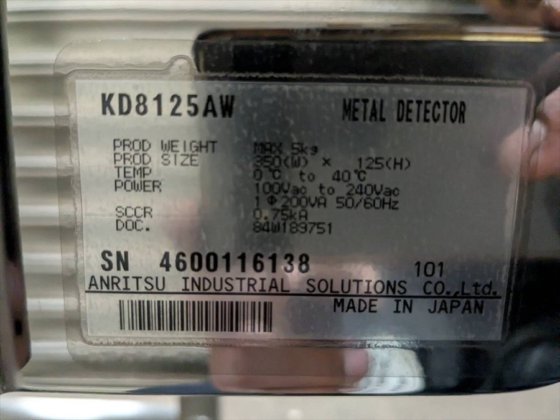 KD8125AW METAL DETECTOR
PROD WEIGHT MAX 5kg
PROD SIZE 350(W) × 125(H)
TEMP 0℃ to 40℃
POWER 100Vac to 240Vac
1Φ200VA 50/60Hz
SCCR 0.75kA
DOC. 84W189751
SN 4600116138 101
ANRITSU INDUSTRIAL SOLUTIONS CO.,Ltd.
MADE IN JAPAN